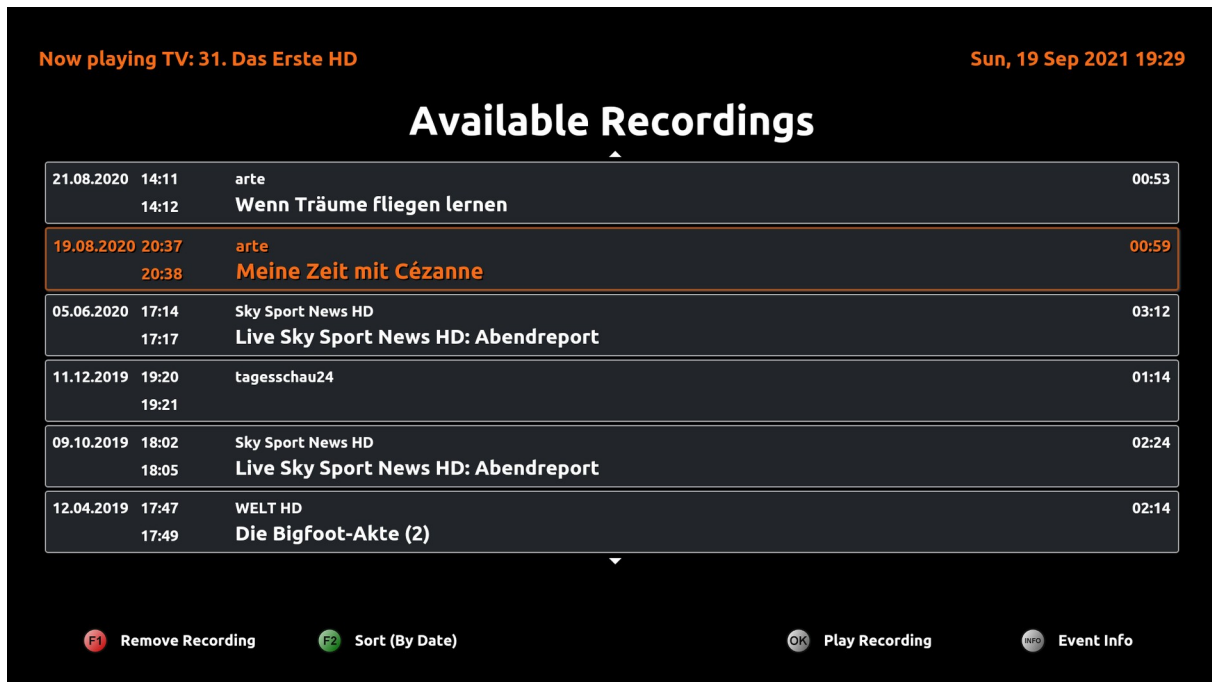 Now playing TV: 31. Das Erste HD
Sun, 19 Sep 2021 19:29
Available Recordings
21.08.2020 14:11 arte 00:53
14:12 Wenn Träume fliegen lernen
19.08.2020 20:37 arte 00:59
20:38 Meine Zeit mit Cézanne
05.06.2020 17:14 Sky Sport News HD 03:12
17:17 Live Sky Sport News HD: Abendreport
11.12.2019 19:20 tagesschau24 01:14
19:21
09.10.2019 18:02 Sky Sport News HD 02:24
18:05 Live Sky Sport News HD: Abendreport
12.04.2019 17:47 WELT HD 02:14
17:49 Die Bigfoot-Akte (2)
F1 Remove Recording F2 Sort (By Date) OK Play Recording INFO Event Info